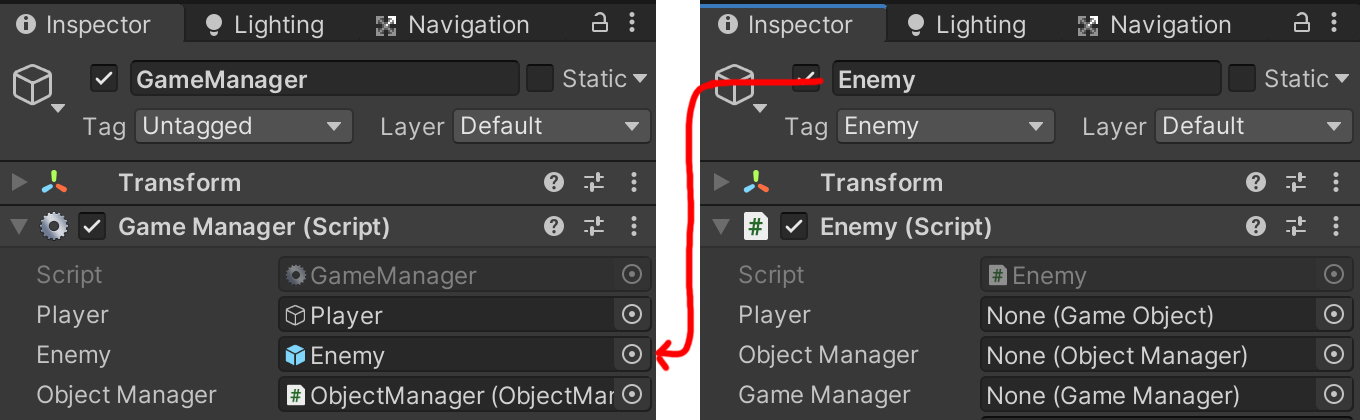 Inspector
Lighting
Navigation
GameManager
Static
Tag
Untagged
Layer
Default
Transform
Game Manager (Script)
Script
GameManager
Player
Player
Enemy
Enemy
Object Manager
# ObjectManager (ObjectMar
Inspector
Lighting
Navigation
Enemy
Static
Tag
Enemy
Layer
Default
Transform
# Enemy (Script)
Script
# Enemy
Player
None (Game Object)
Object Manager
None (Object Manager)
Game Manager
None (Game Manager)